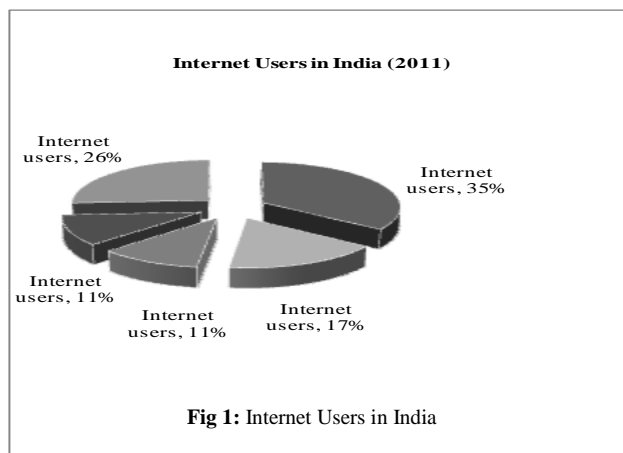 Internet Users in India (2011)
Internet
users, 26%
Internet
users, 35%
Internet
users, 11%
Internet
users, 11%
Internet
users, 17%
Fig 1: Internet Users in India